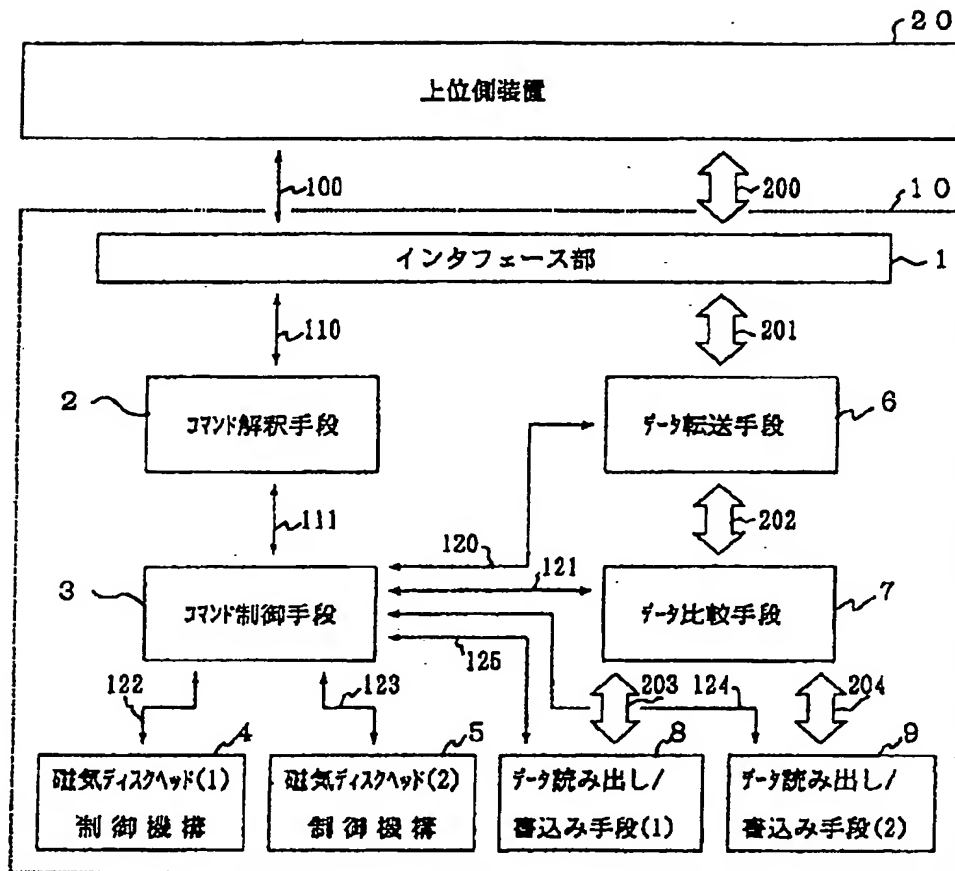 20
上位側装置
100
200
10
インタフェース部
1
110
201
2
コマンド解釈手段
データ転送手段
6
111
202
120
121
3
コマンド制御手段
データ比較手段
7
125
122
123
203
124
204
4
5
8
9
磁気ディスクヘッド(1)
制御機構
磁気ディスクヘッド(2)
制御機構
データ読み出し/
書込み手段(1)
データ読み出し/
書込み手段(2)